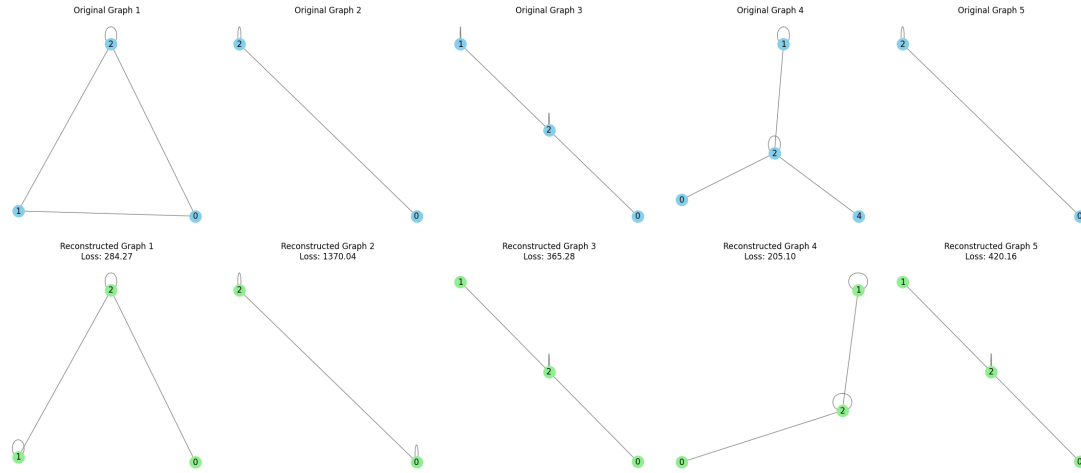 Original Graph 1
Original Graph 2
Original Graph 3
Original Graph 4
Original Graph 5
2
1
0
2
0
1
2
0
1
2
0
4
2
0
Reconstructed Graph 1
Loss: 284.27
Reconstructed Graph 2
Loss: 1370.04
Reconstructed Graph 3
Loss: 365.28
Reconstructed Graph 4
Loss: 205.10
Reconstructed Graph 5
Loss: 420.16
2
1
0
2
0
1
2
0
1
2
0
1
2
0